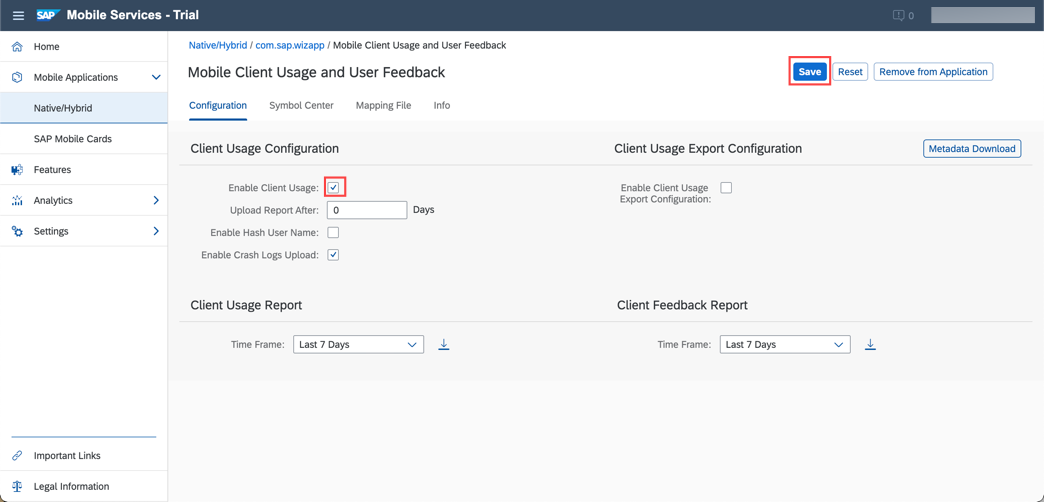 SAP Mobile Services - Trial
0
Home
Mobile Applications
Native/Hybrid
SAP Mobile Cards
Features
Analytics
Settings
Important Links
Legal Information
Native/Hybrid / com.sap.wizapp / Mobile Client Usage and User Feedback
Mobile Client Usage and User Feedback
Save
Reset
Remove from Application
Configuration
Symbol Center
Mapping File
Info
Client Usage Configuration
Enable Client Usage:
Upload Report After: 0 Days
Enable Hash User Name:
Enable Crash Logs Upload:
Client Usage Export Configuration
Metadata Download
Enable Client Usage
Export Configuration:
Client Usage Report
Time Frame: Last 7 Days
Client Feedback Report
Time Frame: Last 7 Days